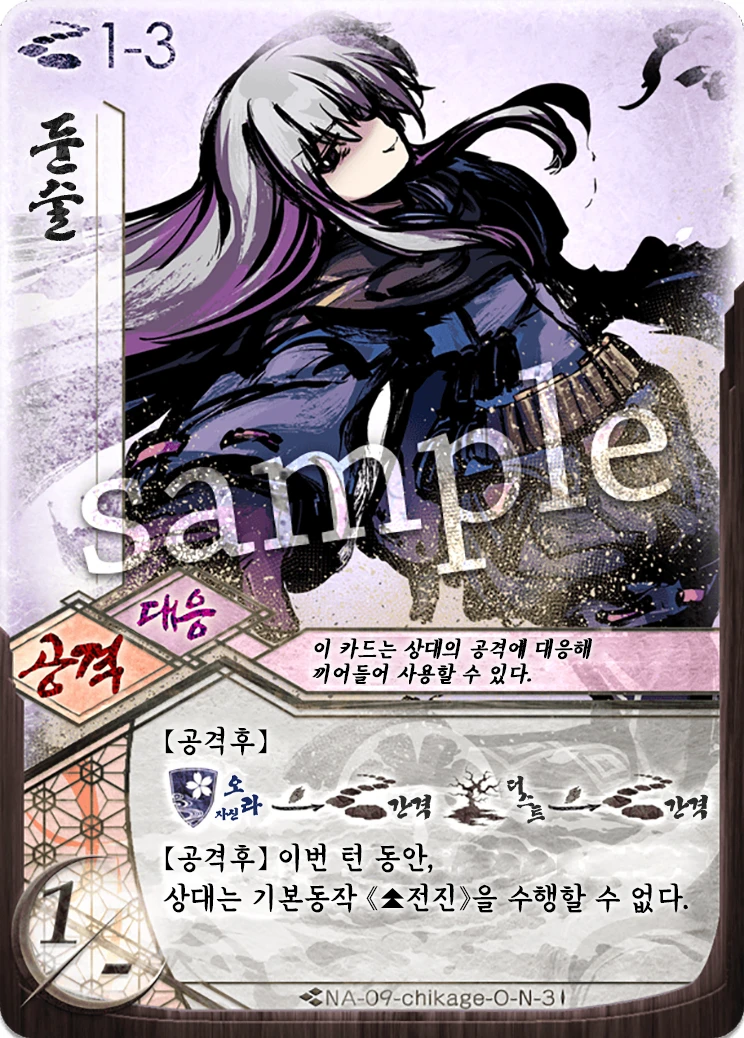 1-3
둔술
sample
대응
공격
이 카드는 상대의 공격에 대응해
끼어들어 사용할 수 있다.
【공격후】
자신 오라 간격 더스트 간격
【공격후】 이번 턴 동안,
상대는 기본동작 《전진》을 수행할 수 없다.
1/-
NA-09-chikage-O-N-3